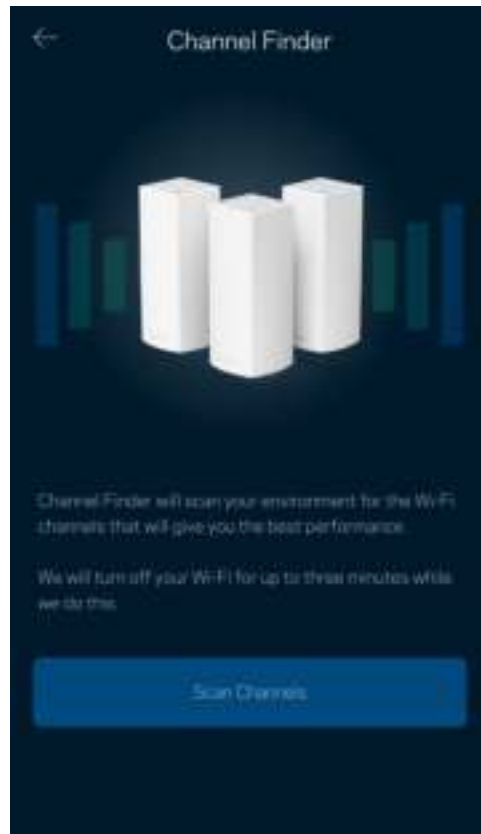 Channel Finder
Channel Finder will scan your environment for the Wi-Fi
channels that will give you the best performance.
We will turn off your Wi-Fi for up to three minutes while
we do this.
Scan Channels